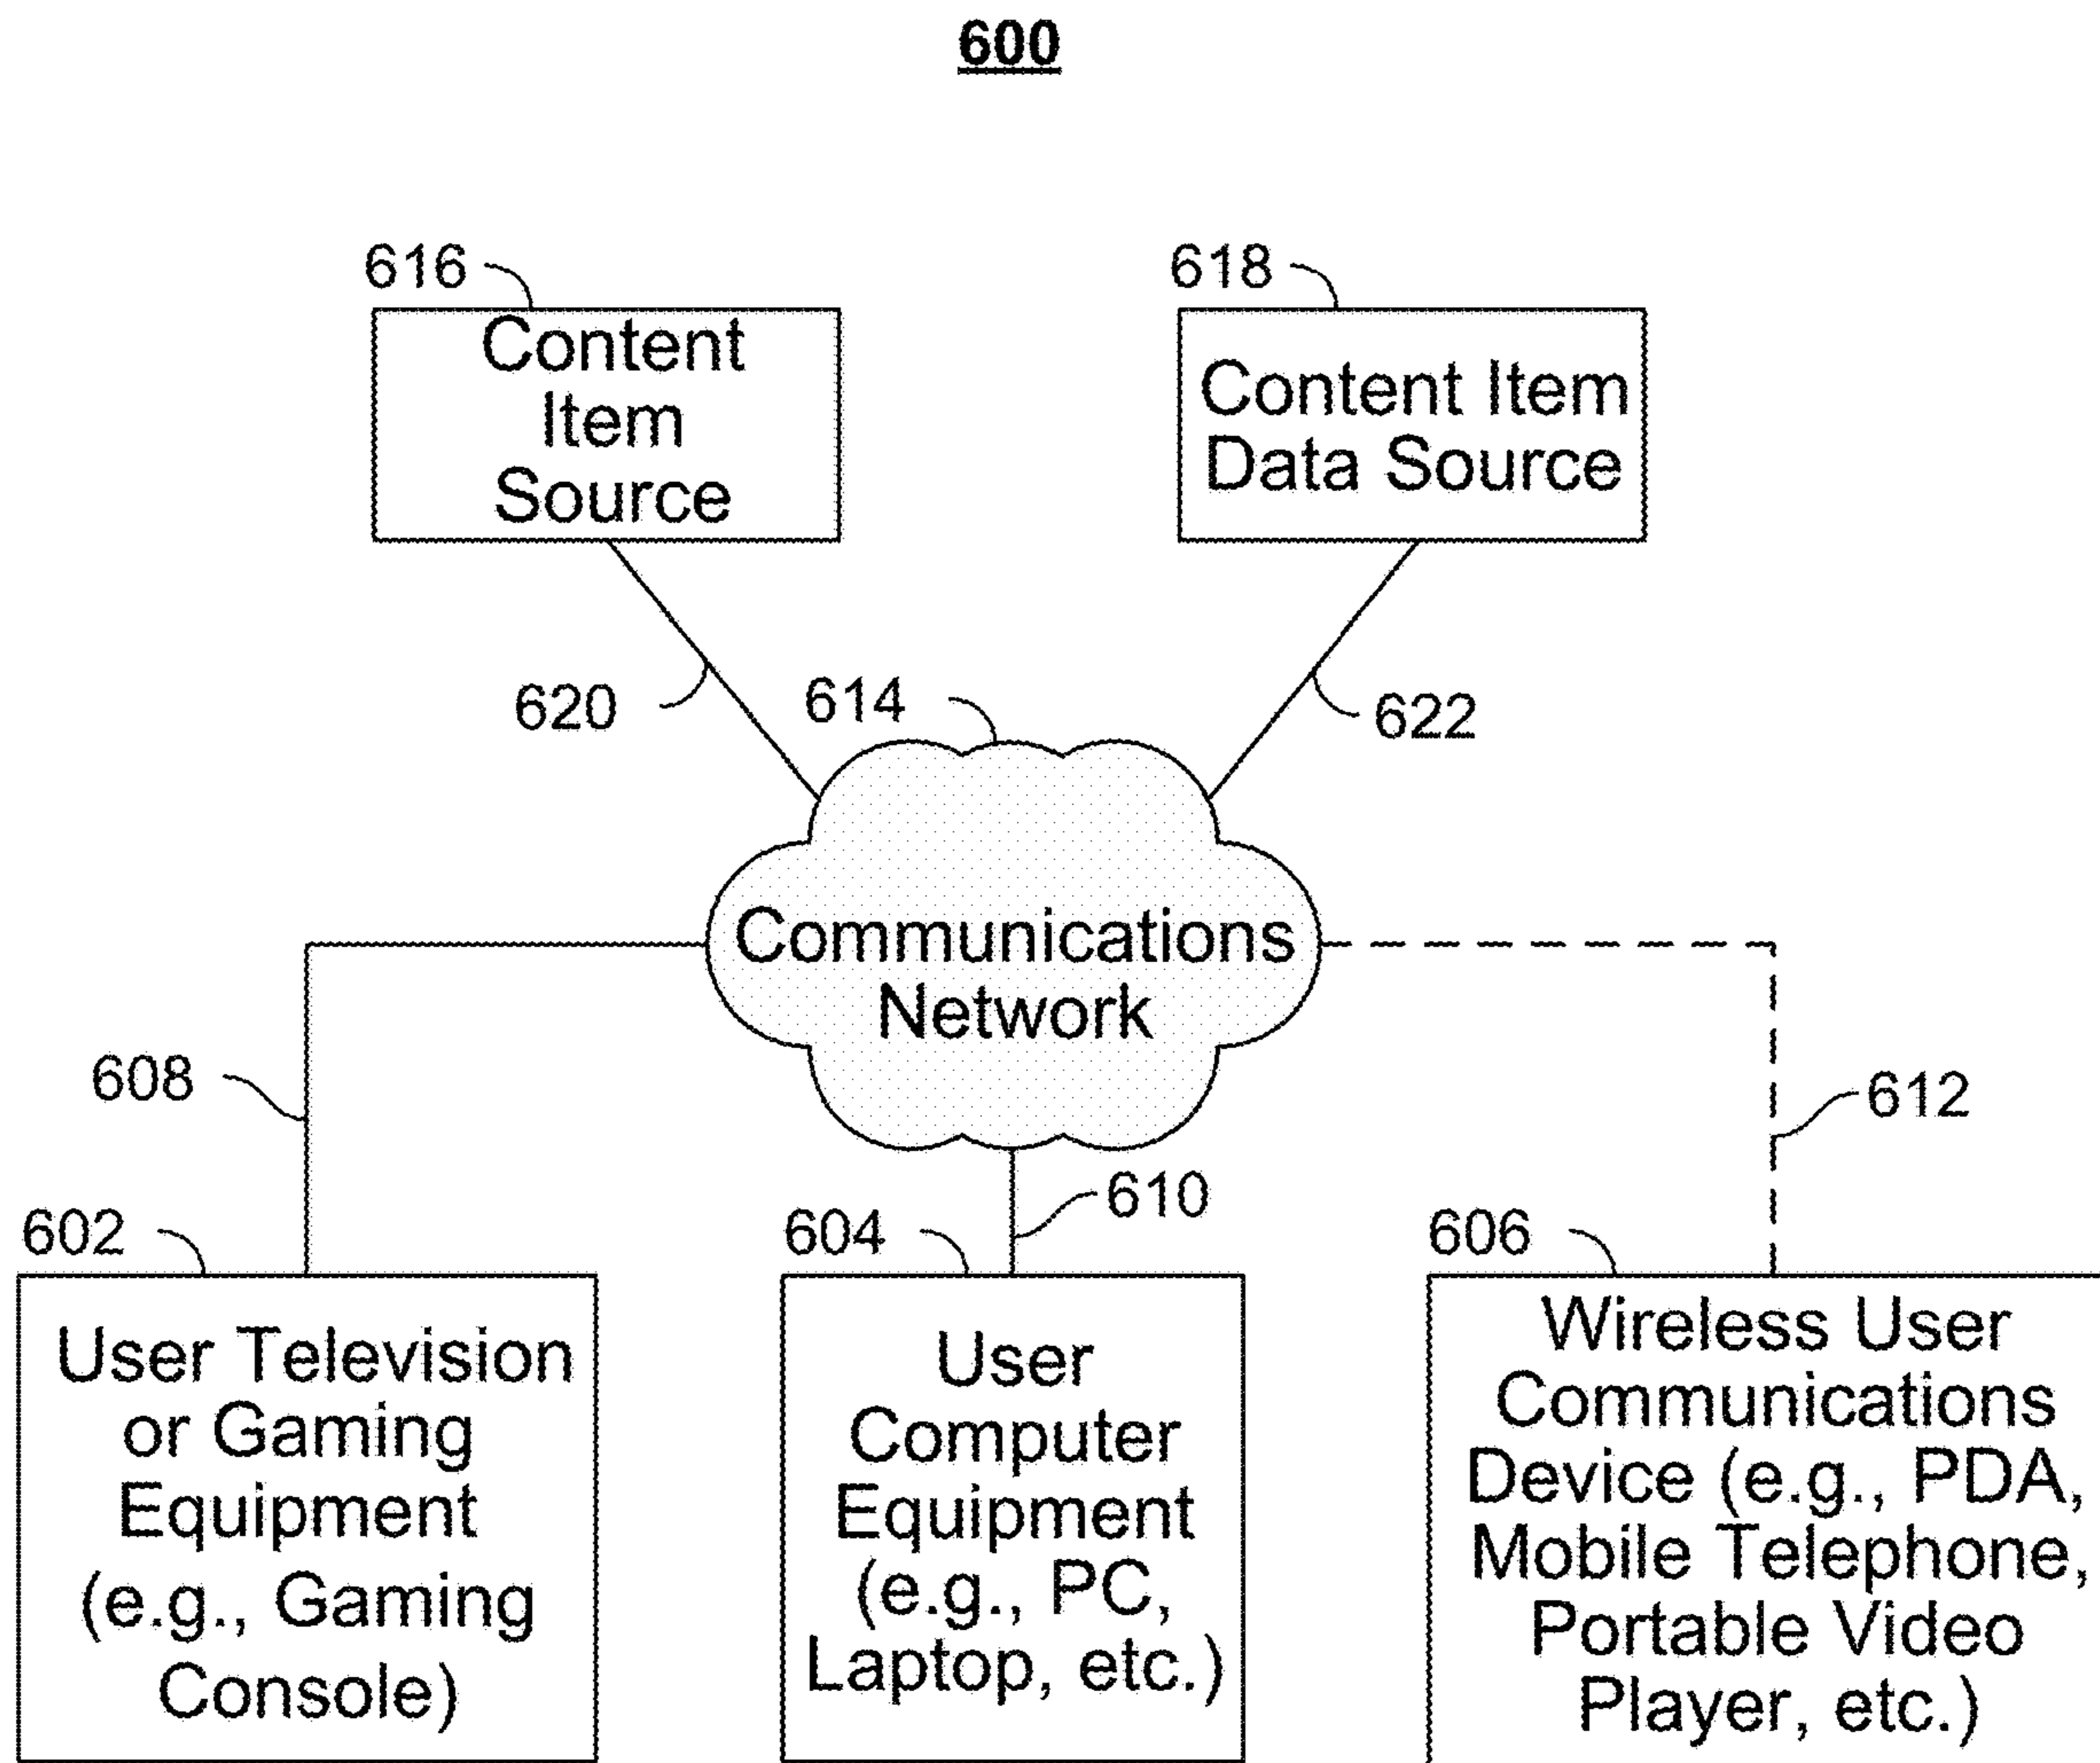 600
616
618
Content
Item
Source
Content Item
Data Source
620
614
622
Communications
Network
608
612
610
602
604
606
User Television
or Gaming
Equipment
(e.g., Gaming
Console)
User
Computer
Equipment
(e.g., PC,
Laptop, etc.)
Wireless User
Communications
Device (e.g., PDA,
Mobile Telephone,
Portable Video
Player, etc.)